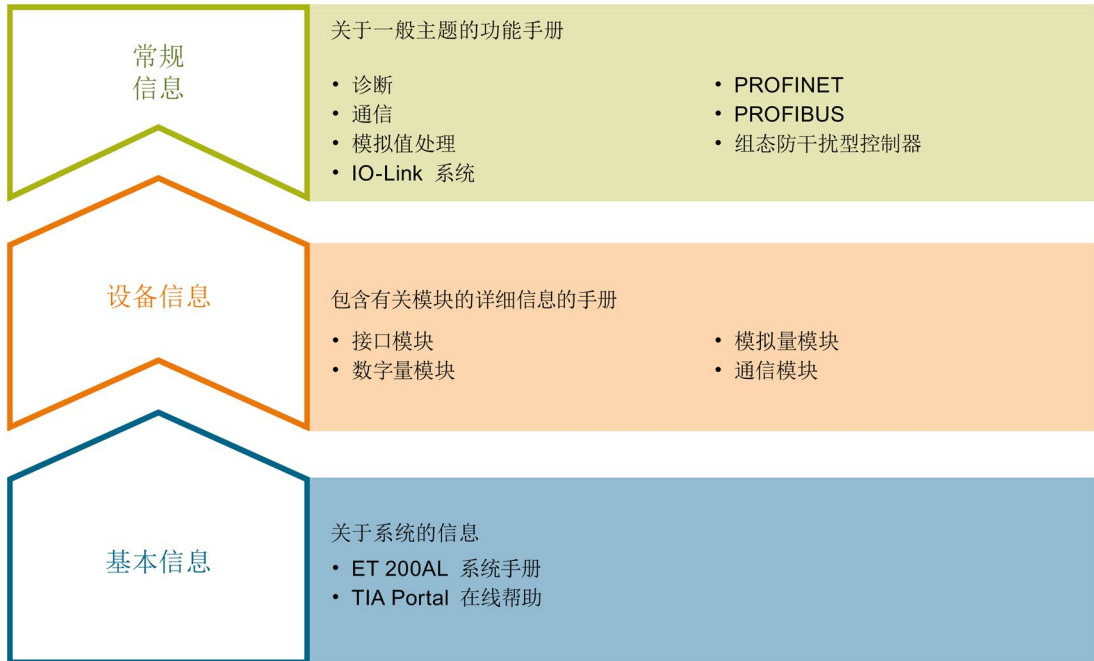 常规
信息
关于一般主题的功能手册
• 诊断
• 通信
• 模拟值处理
• IO-Link 系统
• PROFINET
• PROFIBUS
• 组态防干扰型控制器
设备信息
包含有关模块的详细信息的手册
• 接口模块
• 数字量模块
• 模拟量模块
• 通信模块
基本信息
关于系统的信息
• ET 200AL 系统手册
• TIA Portal 在线帮助